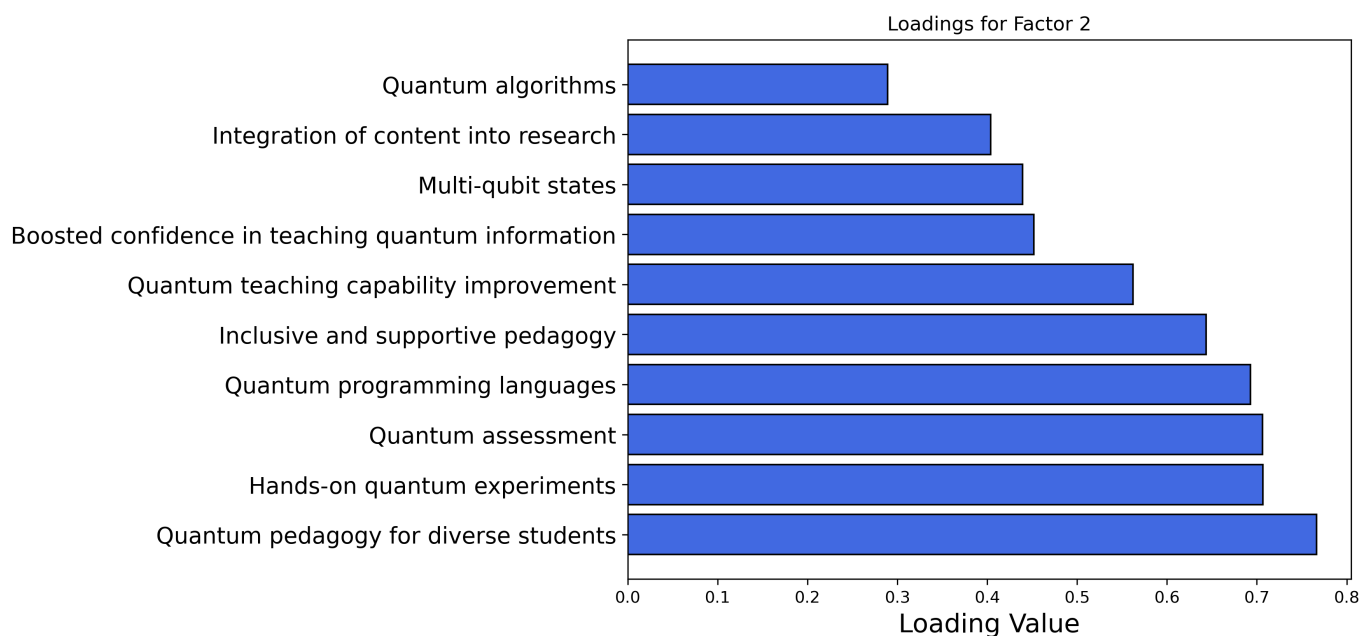 Loadings for Factor 2
Quantum algorithms
Integration of content into research
Multi-qubit states
Boosted confidence in teaching quantum information
Quantum teaching capability improvement
Inclusive and supportive pedagogy
Quantum programming languages
Quantum assessment
Hands-on quantum experiments
Quantum pedagogy for diverse students
0.0 0.1 0.2 0.3 0.4 0.5 0.6 0.7 0.8
Loading Value